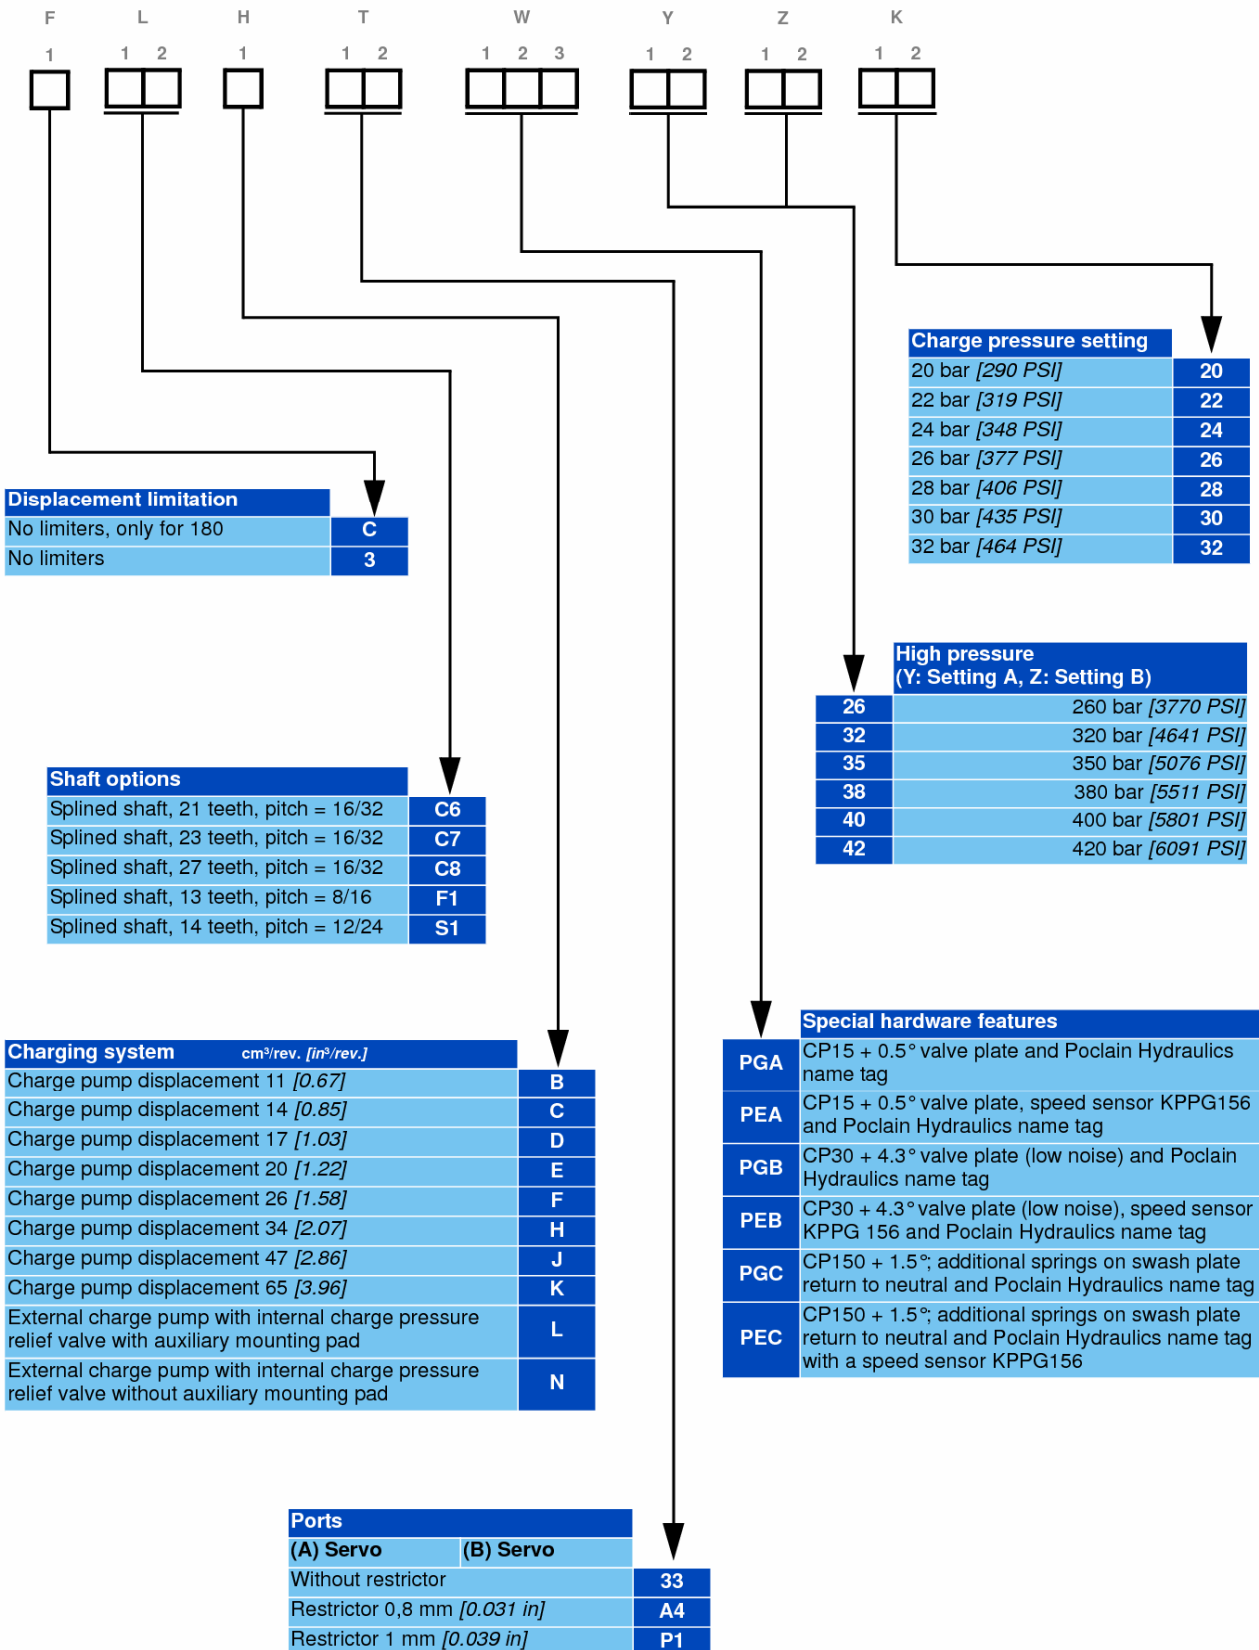 F L H T W Y Z K
1 1 2 1 1 2 1 2 3 1 2 1 2 1 2
Charge pressure setting
20 bar [290 PSI] 20
22 bar [319 PSI] 22
24 bar [348 PSI] 24
26 bar [377 PSI] 26
28 bar [406 PSI] 28
30 bar [435 PSI] 30
32 bar [464 PSI] 32
Displacement limitation
No limiters, only for 180 C
No limiters 3
High pressure
(Y: Setting A, Z: Setting B)
26 260 bar [3770 PSI]
32 320 bar [4641 PSI]
35 350 bar [5076 PSI]
38 380 bar [5511 PSI]
40 400 bar [5801 PSI]
42 420 bar [6091 PSI]
Shaft options
Splined shaft, 21 teeth, pitch = 16/32 C6
Splined shaft, 23 teeth, pitch = 16/32 C7
Splined shaft, 27 teeth, pitch = 16/32 C8
Splined shaft, 13 teeth, pitch = 8/16 F1
Splined shaft, 14 teeth, pitch = 12/24 S1
Charging system cm³/rev. [in³/rev.]
Charge pump displacement 11 [0.67] B
Charge pump displacement 14 [0.85] C
Charge pump displacement 17 [1.03] D
Charge pump displacement 20 [1.22] E
Charge pump displacement 26 [1.58] F
Charge pump displacement 34 [2.07] H
Charge pump displacement 47 [2.86] J
Charge pump displacement 65 [3.96] K
External charge pump with internal charge pressure
relief valve with auxiliary mounting pad L
External charge pump with internal charge pressure
relief valve without auxiliary mounting pad N
Special hardware features
PGA CP15 + 0.5° valve plate and Poclain Hydraulics
name tag
PEA CP15 + 0.5° valve plate, speed sensor KPPG156
and Poclain Hydraulics name tag
PGB CP30 + 4.3° valve plate (low noise) and Poclain
Hydraulics name tag
PEB CP30 + 4.3° valve plate (low noise), speed sensor
KPPG 156 and Poclain Hydraulics name tag
PGC CP150 + 1.5°; additional springs on swash plate
return to neutral and Poclain Hydraulics name tag
PEC CP150 + 1.5°; additional springs on swash plate
return to neutral and Poclain Hydraulics name tag
with a speed sensor KPPG156
Ports
(A) Servo (B) Servo
Without restrictor 33
Restrictor 0,8 mm [0.031 in] A4
Restrictor 1 mm [0.039 in] P1